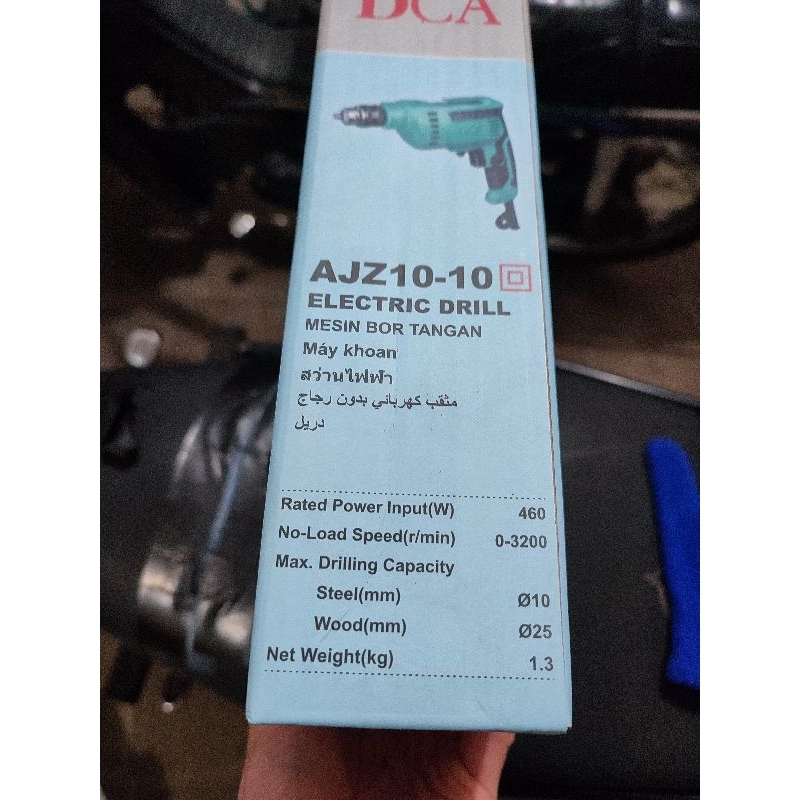 DCA
AJZ10-10
ELECTRIC DRILL
MESIN BOR TANGAN
Máy khoan
สว่านไฟฟ้า
مثقب كهربائي بدون رجاج
دريل
Rated Power Input(W) 460
No-Load Speed(r/min) 0-3200
Max. Drilling Capacity
Steel(mm) Ø10
Wood(mm) Ø25
Net Weight(kg) 1.3